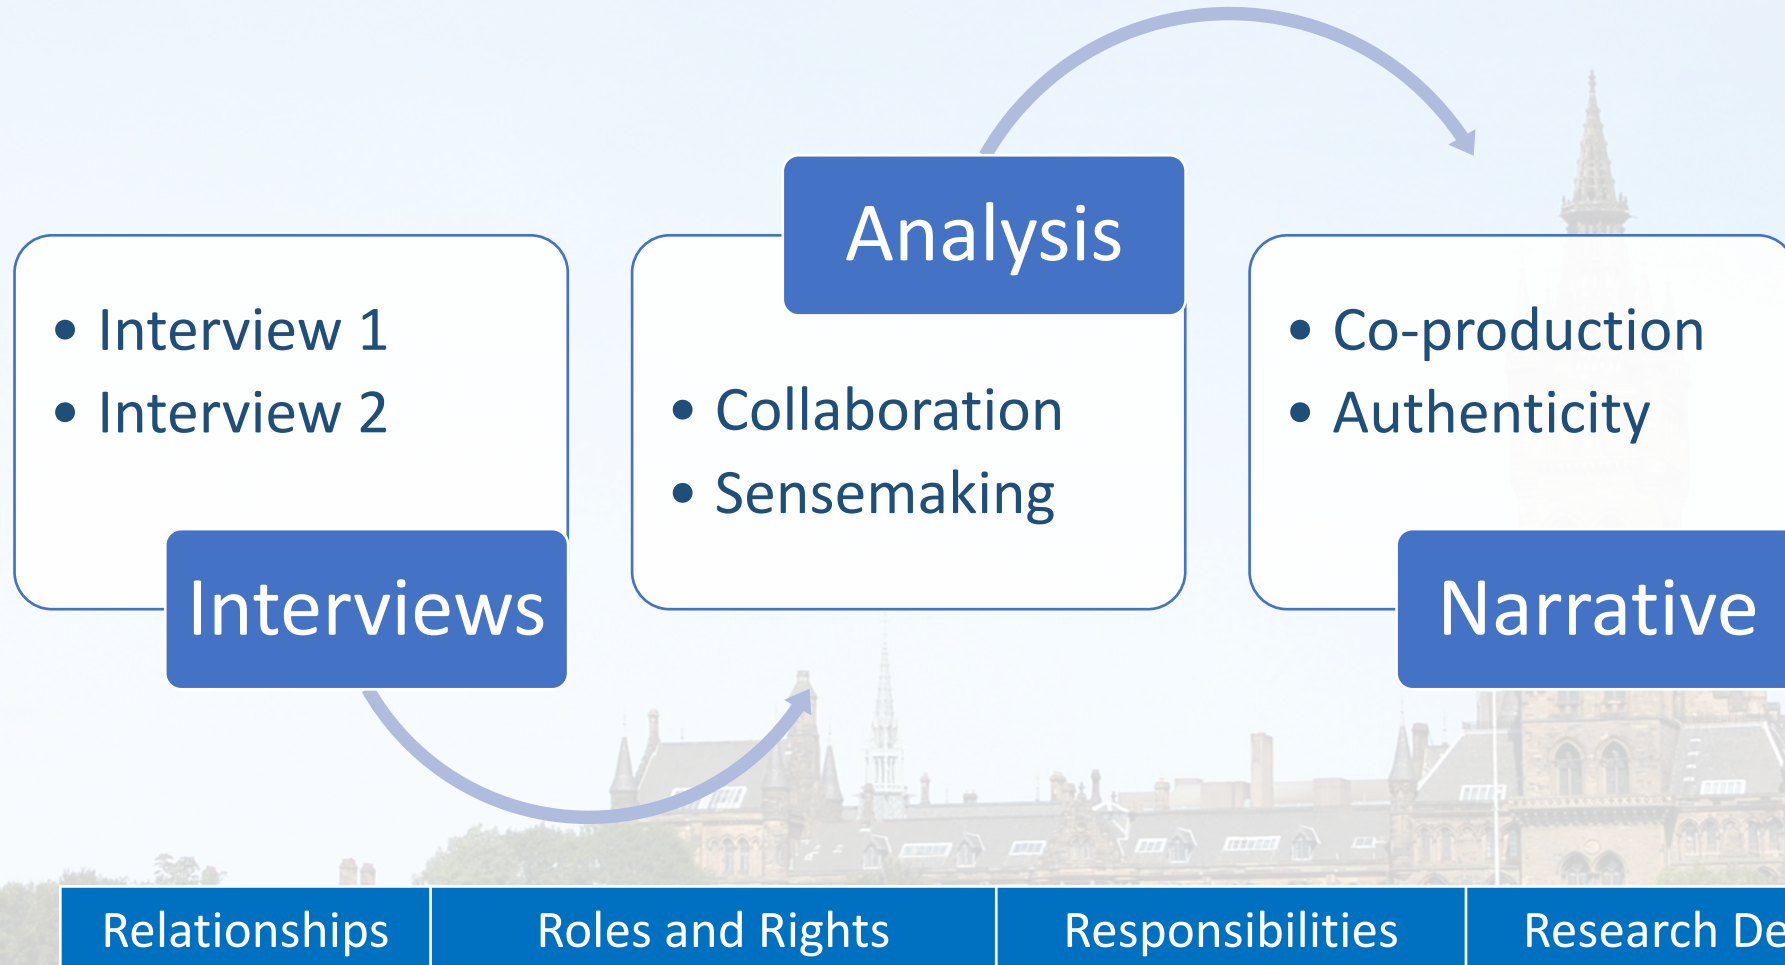 • Interview 1
• Interview 2
Interviews
Analysis
• Collaboration
• Sensemaking
• Co-production
• Authenticity
Narrative
Relationships
Roles and Rights
Responsibilities
Research